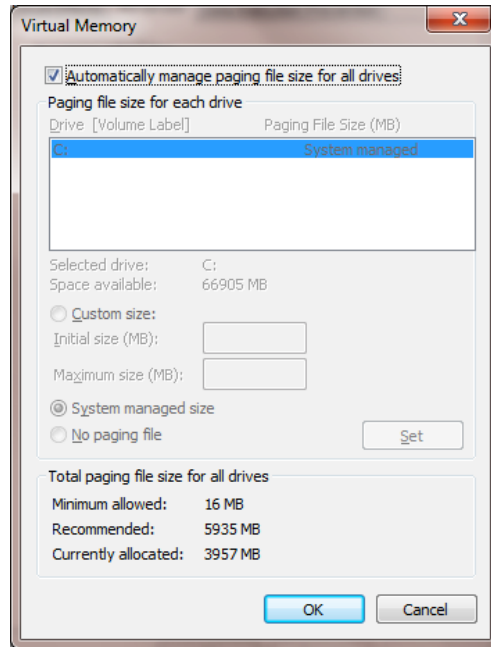 Virtual Memory
Automatically manage paging file size for all drives
Paging file size for each drive
Drive [Volume Label] Paging File Size (MB)
C: System managed
Selected drive: C:
Space available: 66905 MB
Custom size:
Initial size (MB):
Maximum size (MB):
System managed size
No paging file Set
Total paging file size for all drives
Minimum allowed: 16 MB
Recommended: 5935 MB
Currently allocated: 3957 MB
OK Cancel